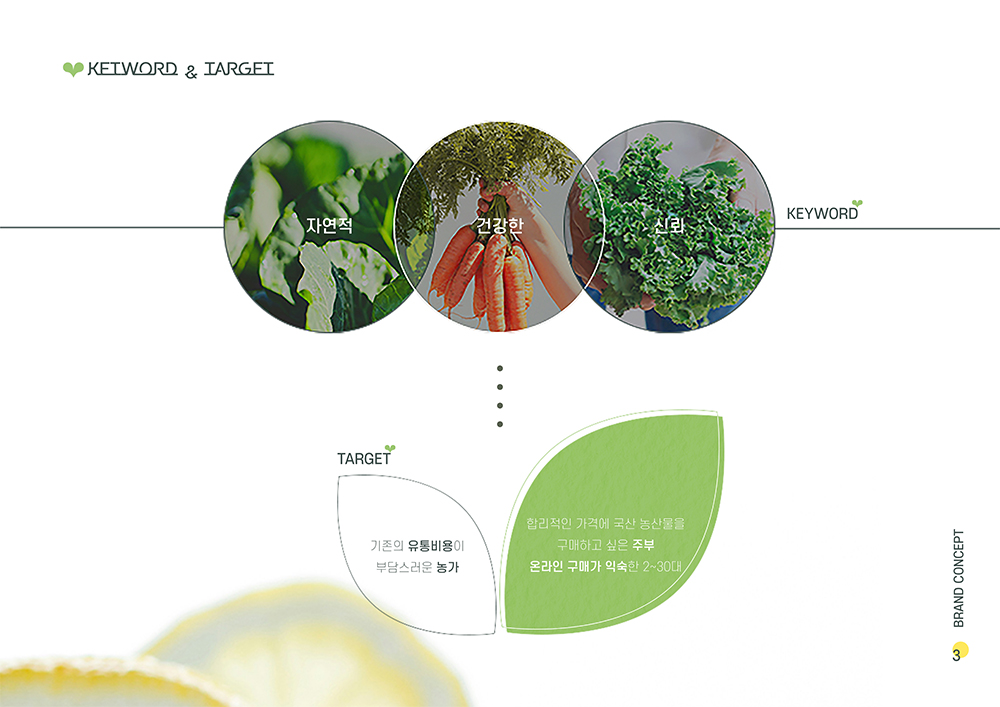 KEYWORD & TARGET
자연적
건강한
신뢰
KEYWORD
TARGET
기존의 유통비용이
부담스러운 농가
합리적인 가격에 국산 농산물을
구매하고 싶은 주부
온라인 구매가 익숙한 2~30대
BRAND CONCEPT
3